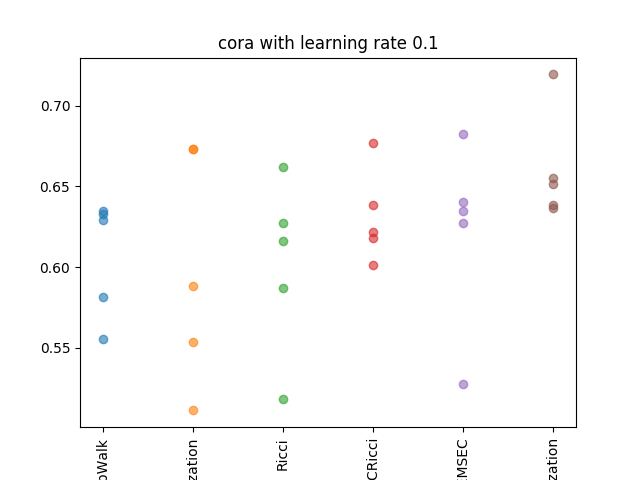 cora with learning rate 0.1
0.70
0.65
0.60
0.55
Walk
zation
Ricci
CRicci
MSEC
zation